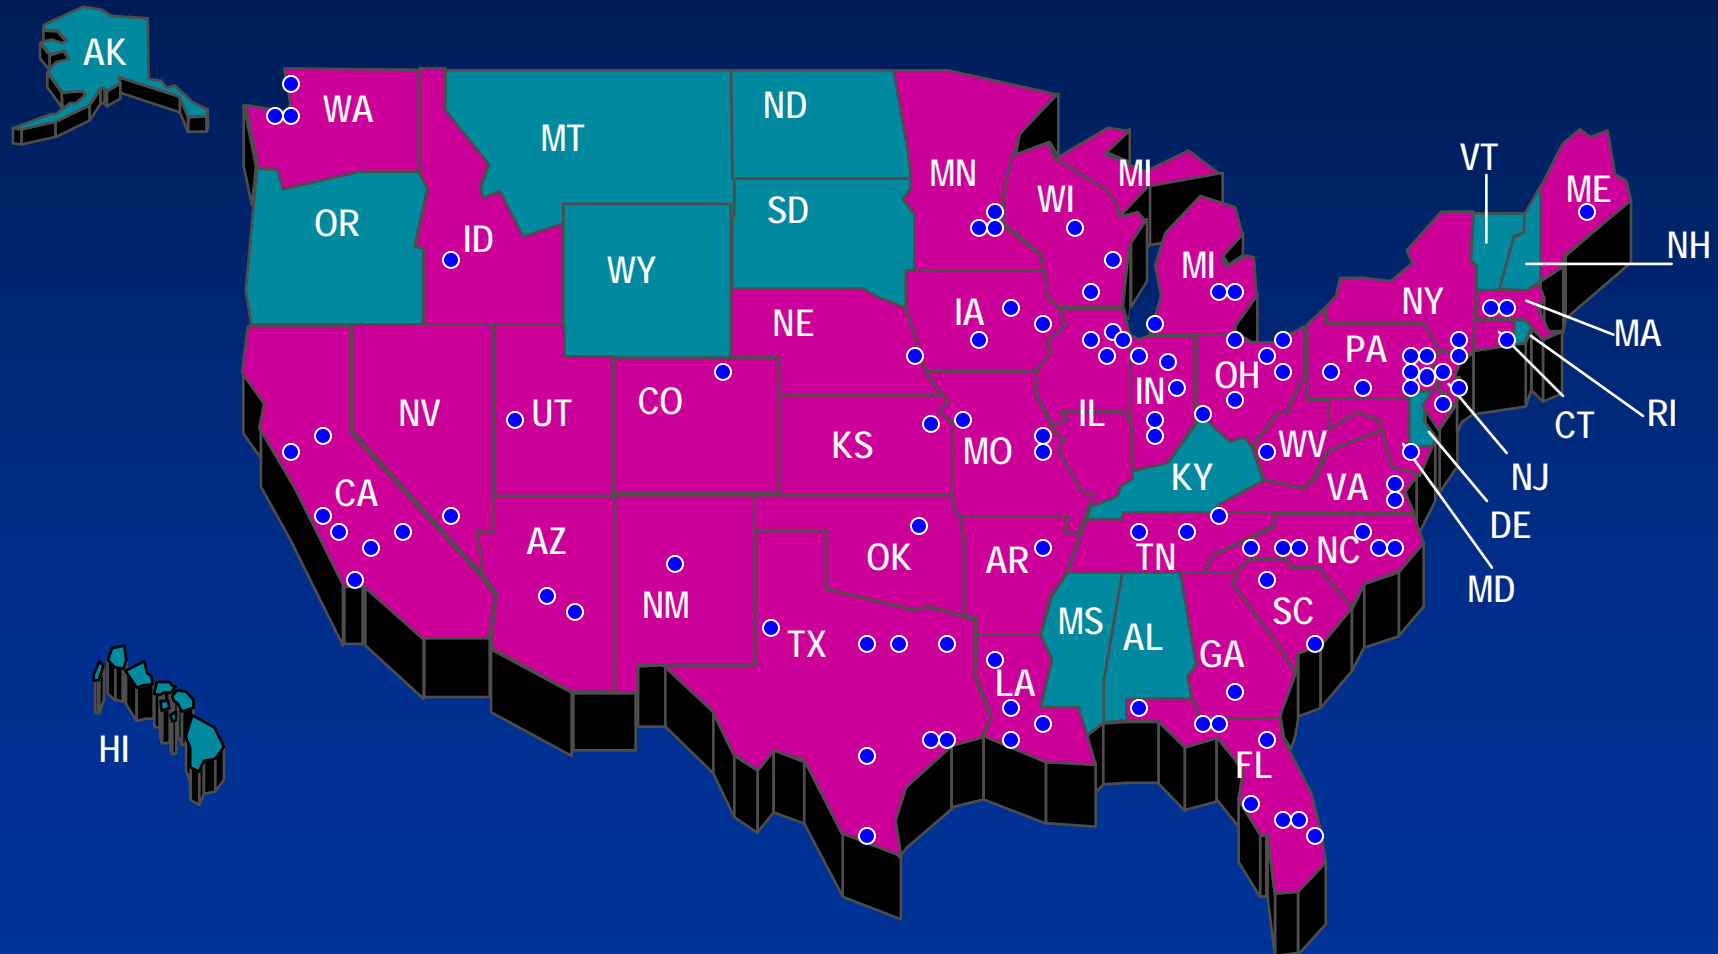 AK
WA
MT
ND
MN
MI
VT
ME
OR
ID
WY
SD
WI
MI
NH
NE
IA
NY
MA
NV
UT
CO
KS
MO
IL
IN
OH
PA
WV
CT
RI
CA
KY
VA
NJ
DE
AZ
NM
OK
AR
TN
NC
MD
TX
LA
MS
AL
GA
SC
HI
FL